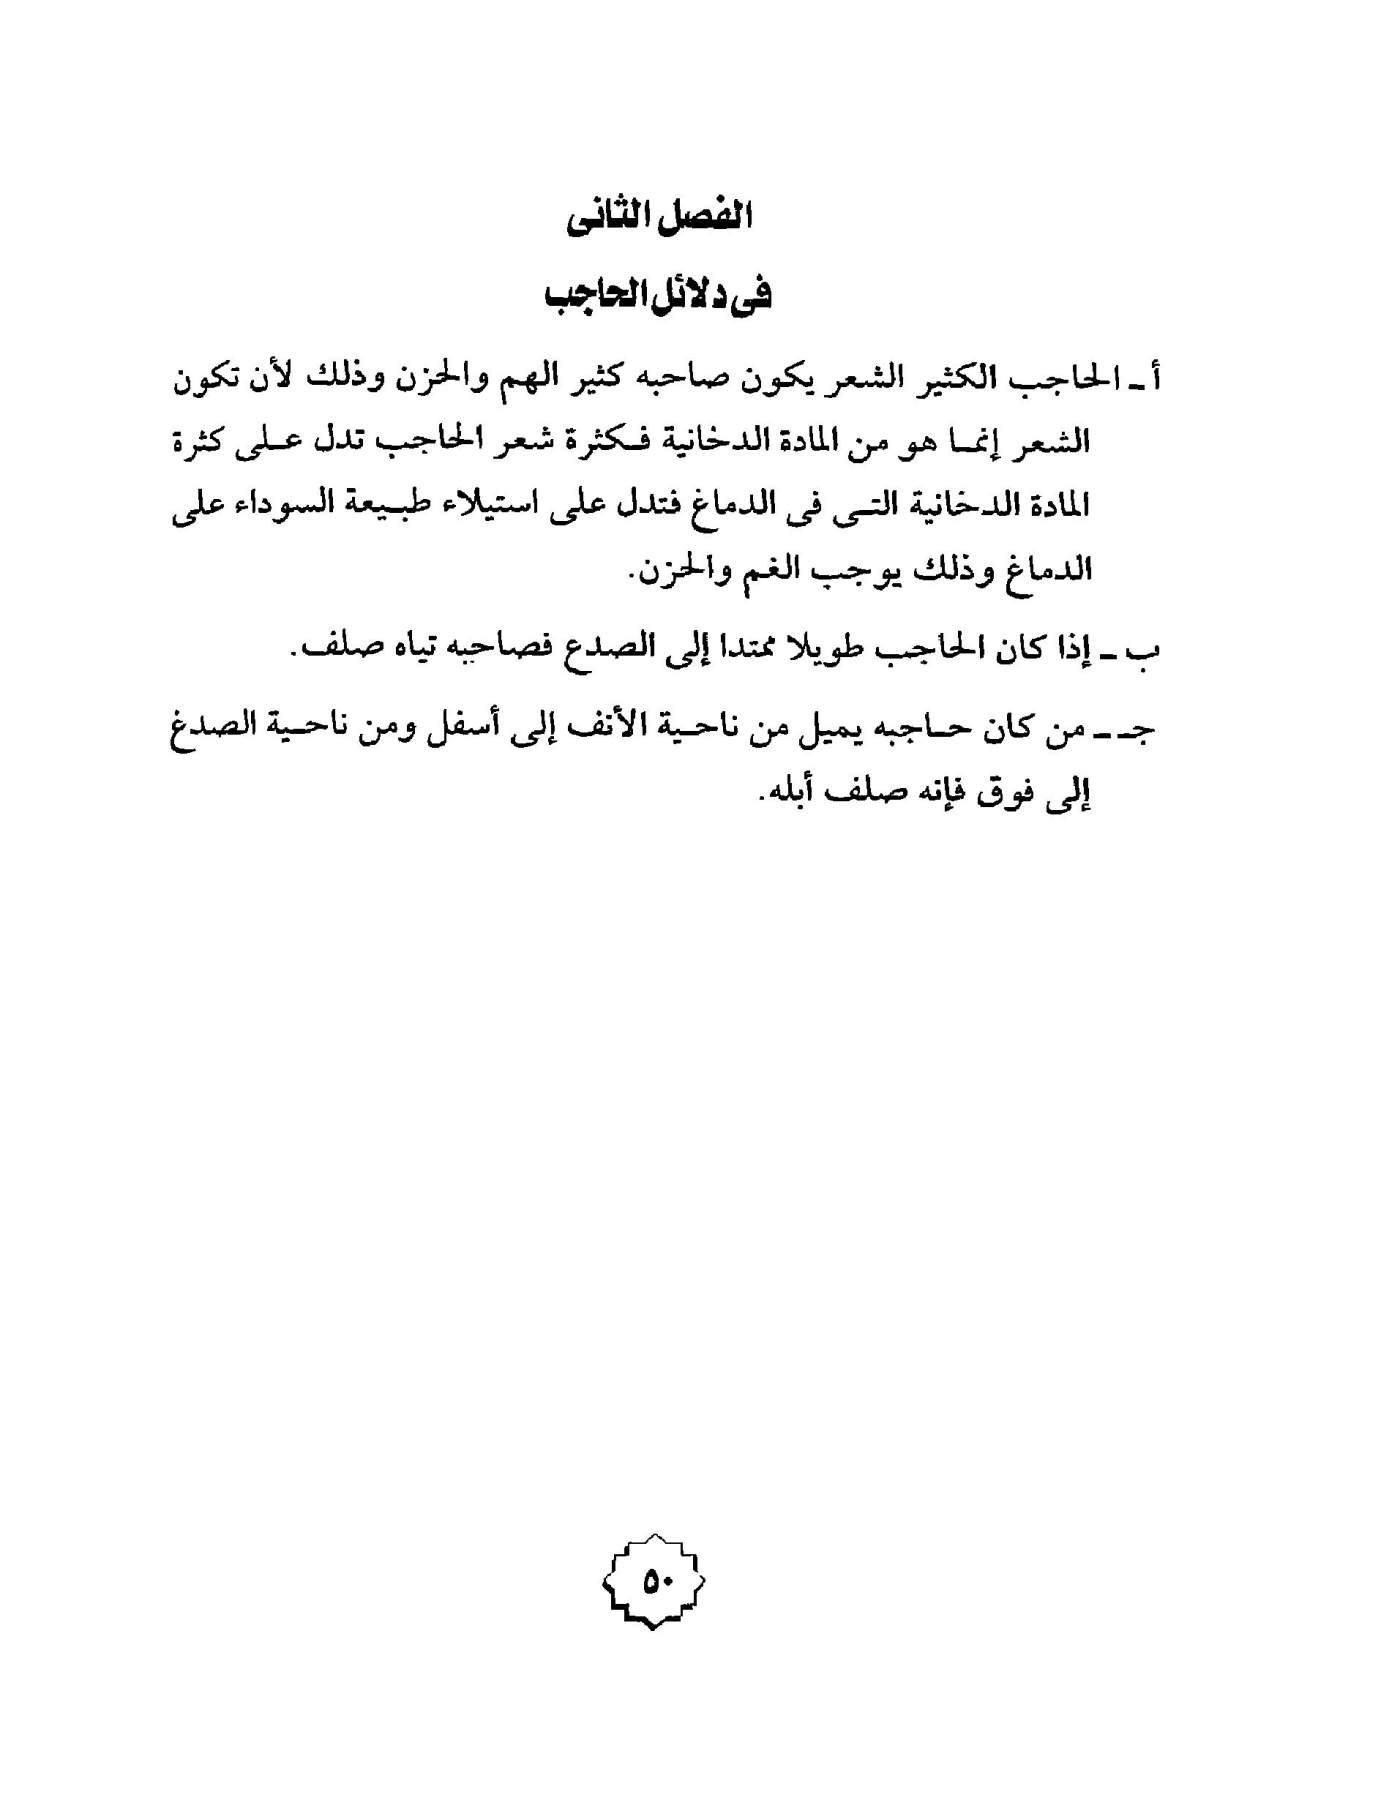 الفصل الثانى
فى دلائل الحاجب
أ ـ الحاجب الكثير الشعر يكون صاحبه كثير الهم والحزن وذلك لأن تكون
الشعر إنما هو من المادة الدخانية فكثرة شعر الحاجب تدل على كثرة
المادة الدخانية التى فى الدماغ فتدل على استيلاء طبيعة السوداء على
الدماغ وذلك يوجب الغم والحزن.
ب ـ إذا كان الحاجب طويلا ممتدا إلى الصدع فصاحبه تياه صلف.
جـ ـ من كان حاجبه يميل من ناحية الأنف إلى أسفل ومن ناحية الصدغ
إلى فوق فإنه صلف أبله.
٥٠